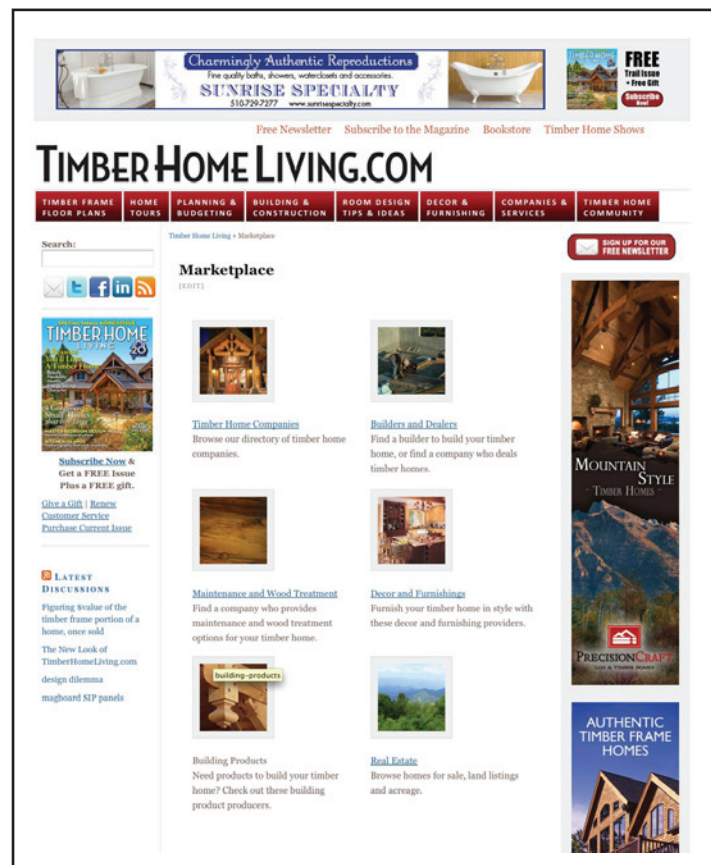 Charmingly Authentic Reproductions
Fine quality baths, showers, waterclosets and accessories.
SUNRISE SPECIALTY
510-729-7277 www.sunrisespecialty.com
TIMBER HOME
FREE
Trail Issue
+ Free Gift
Subscribe
Now!
Free Newsletter Subscribe to the Magazine Bookstore Timber Home Shows
TIMBERHOMELIVING.COM
TIMBER FRAME
FLOOR PLANS
HOME
TOURS
PLANNING &
BUDGETING
BUILDING &
CONSTRUCTION
ROOM DESIGN
TIPS & IDEAS
DECOR &
FURNISHING
COMPANIES &
SERVICES
TIMBER HOME
COMMUNITY
Search:
TIMBER HOME
LIVING
20
Subscribe Now &
Get a FREE Issue
Plus a FREE gift.
Give a Gift | Renew
Customer Service
Purchase Current Issue
LATEST
DISCUSSIONS
Figuring $value of the
timber frame portion of a
home, once sold
The New Look of
TimberHomeLiving.com
design dilemma
magboard SIP panels
Timber Home Living » Marketplace
Marketplace
[EDIT]
Timber Home Companies
Browse our directory of timber home
companies.
Builders and Dealers
Find a builder to build your timber
home, or find a company who deals
timber homes.
Maintenance and Wood Treatment
Find a company who provides
maintenance and wood treatment
options for your timber home.
Decor and Furnishings
Furnish your timber home in style with
these decor and furnishing providers.
building-products
Building Products
Need products to build your timber
home? Check out these building
product producers.
Real Estate
Browse homes for sale, land listings
and acreage.
SIGN UP FOR OUR
FREE NEWSLETTER
MOUNTAIN
STYLE
- TIMBER HOMES -
PRECISIONCRAFT
LOG & TIMBER HOMES
AUTHENTIC
TIMBER FRAME
HOMES